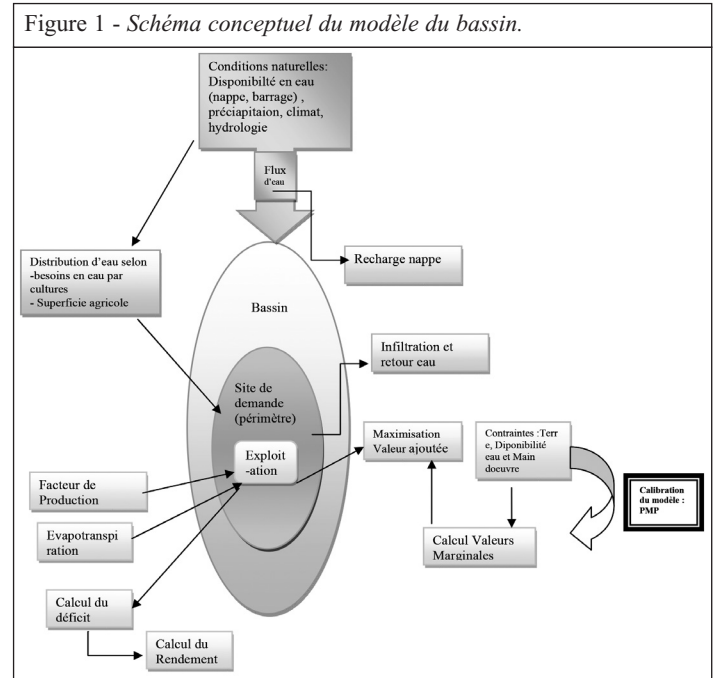 Figure 1 - Schéma conceptuel du modèle du bassin.
Conditions naturelles:
Disponibilté en eau
(nappe, barrage) ,
préciapitaion, climat,
hydrologie
Flux
d'eau
Distribution d'eau selon
-besoins en eau par
cultures
- Superficie agricole
Recharge nappe
Bassin
Infiltration et
retour eau
Site de
demande
(périmètre)
Maximisation
Valeur ajoutée
Contraintes :Terr
e, Diponibilité
eau et Main
doeuvre
Exploit
-ation
Facteur de
Production
Calibration
du modèle :
PMP
Evapotranspi
ration
Calcul Valeurs
Marginales
Calcul du
déficit
Calcul du
Rendement